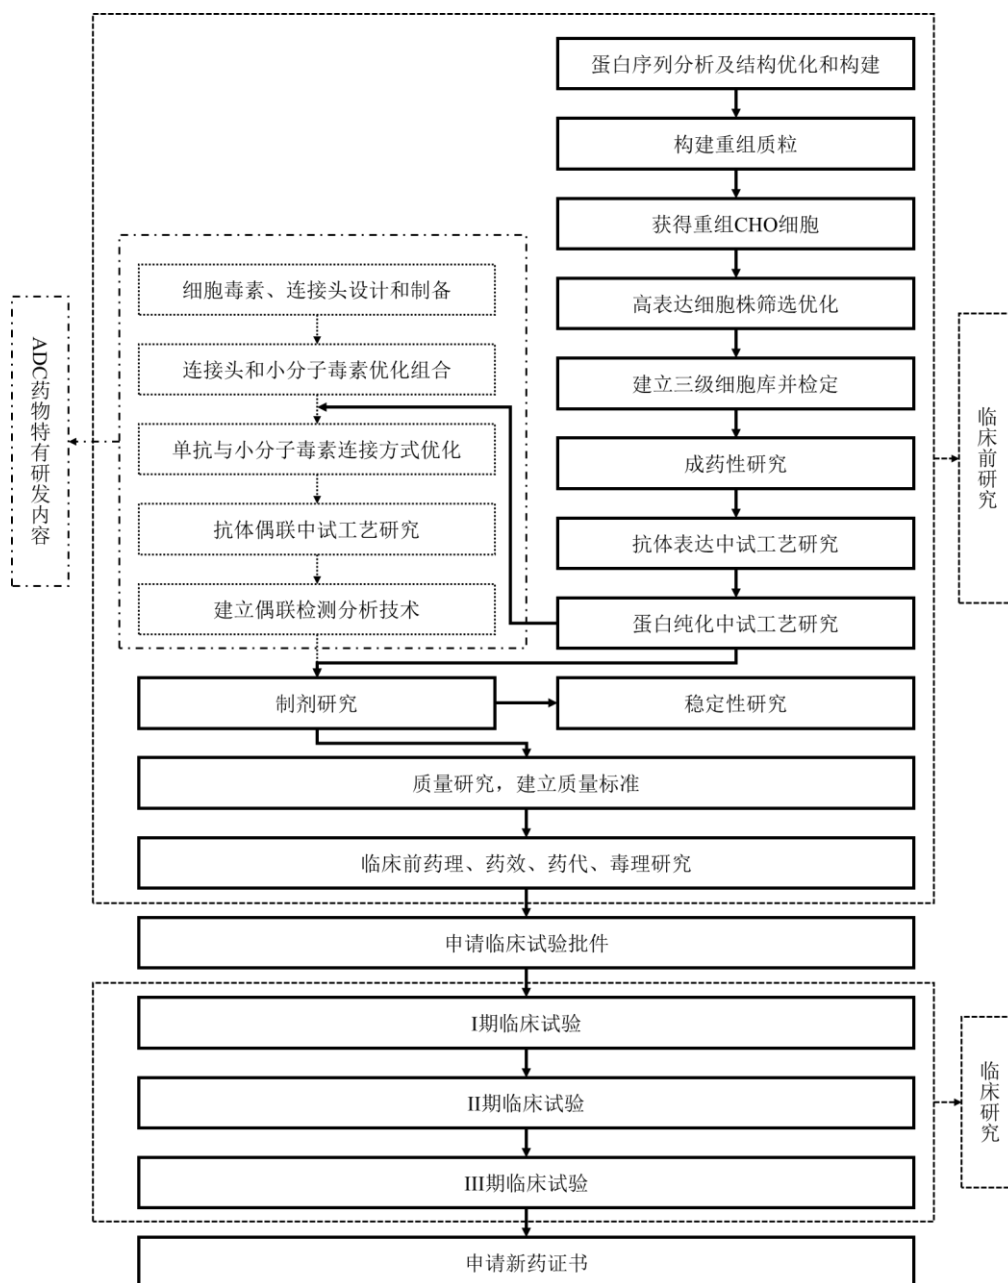 蛋白序列分析及结构优化和构建
构建重组质粒
获得重组CHO细胞
高表达细胞株筛选优化
建立三级细胞库并检定
成药性研究
抗体表达中试工艺研究
蛋白纯化中试工艺研究
细胞毒素、连接头设计和制备
连接头和小分子毒素优化组合
单抗与小分子毒素连接方式优化
抗体偶联中试工艺研究
建立偶联检测分析技术
ADC药物特有研发内容
临床前研究
制剂研究
稳定性研究
质量研究，建立质量标准
临床前药理、药效、药代、毒理研究
申请临床试验批件
I期临床试验
II期临床试验
III期临床试验
临床研究
申请新药证书